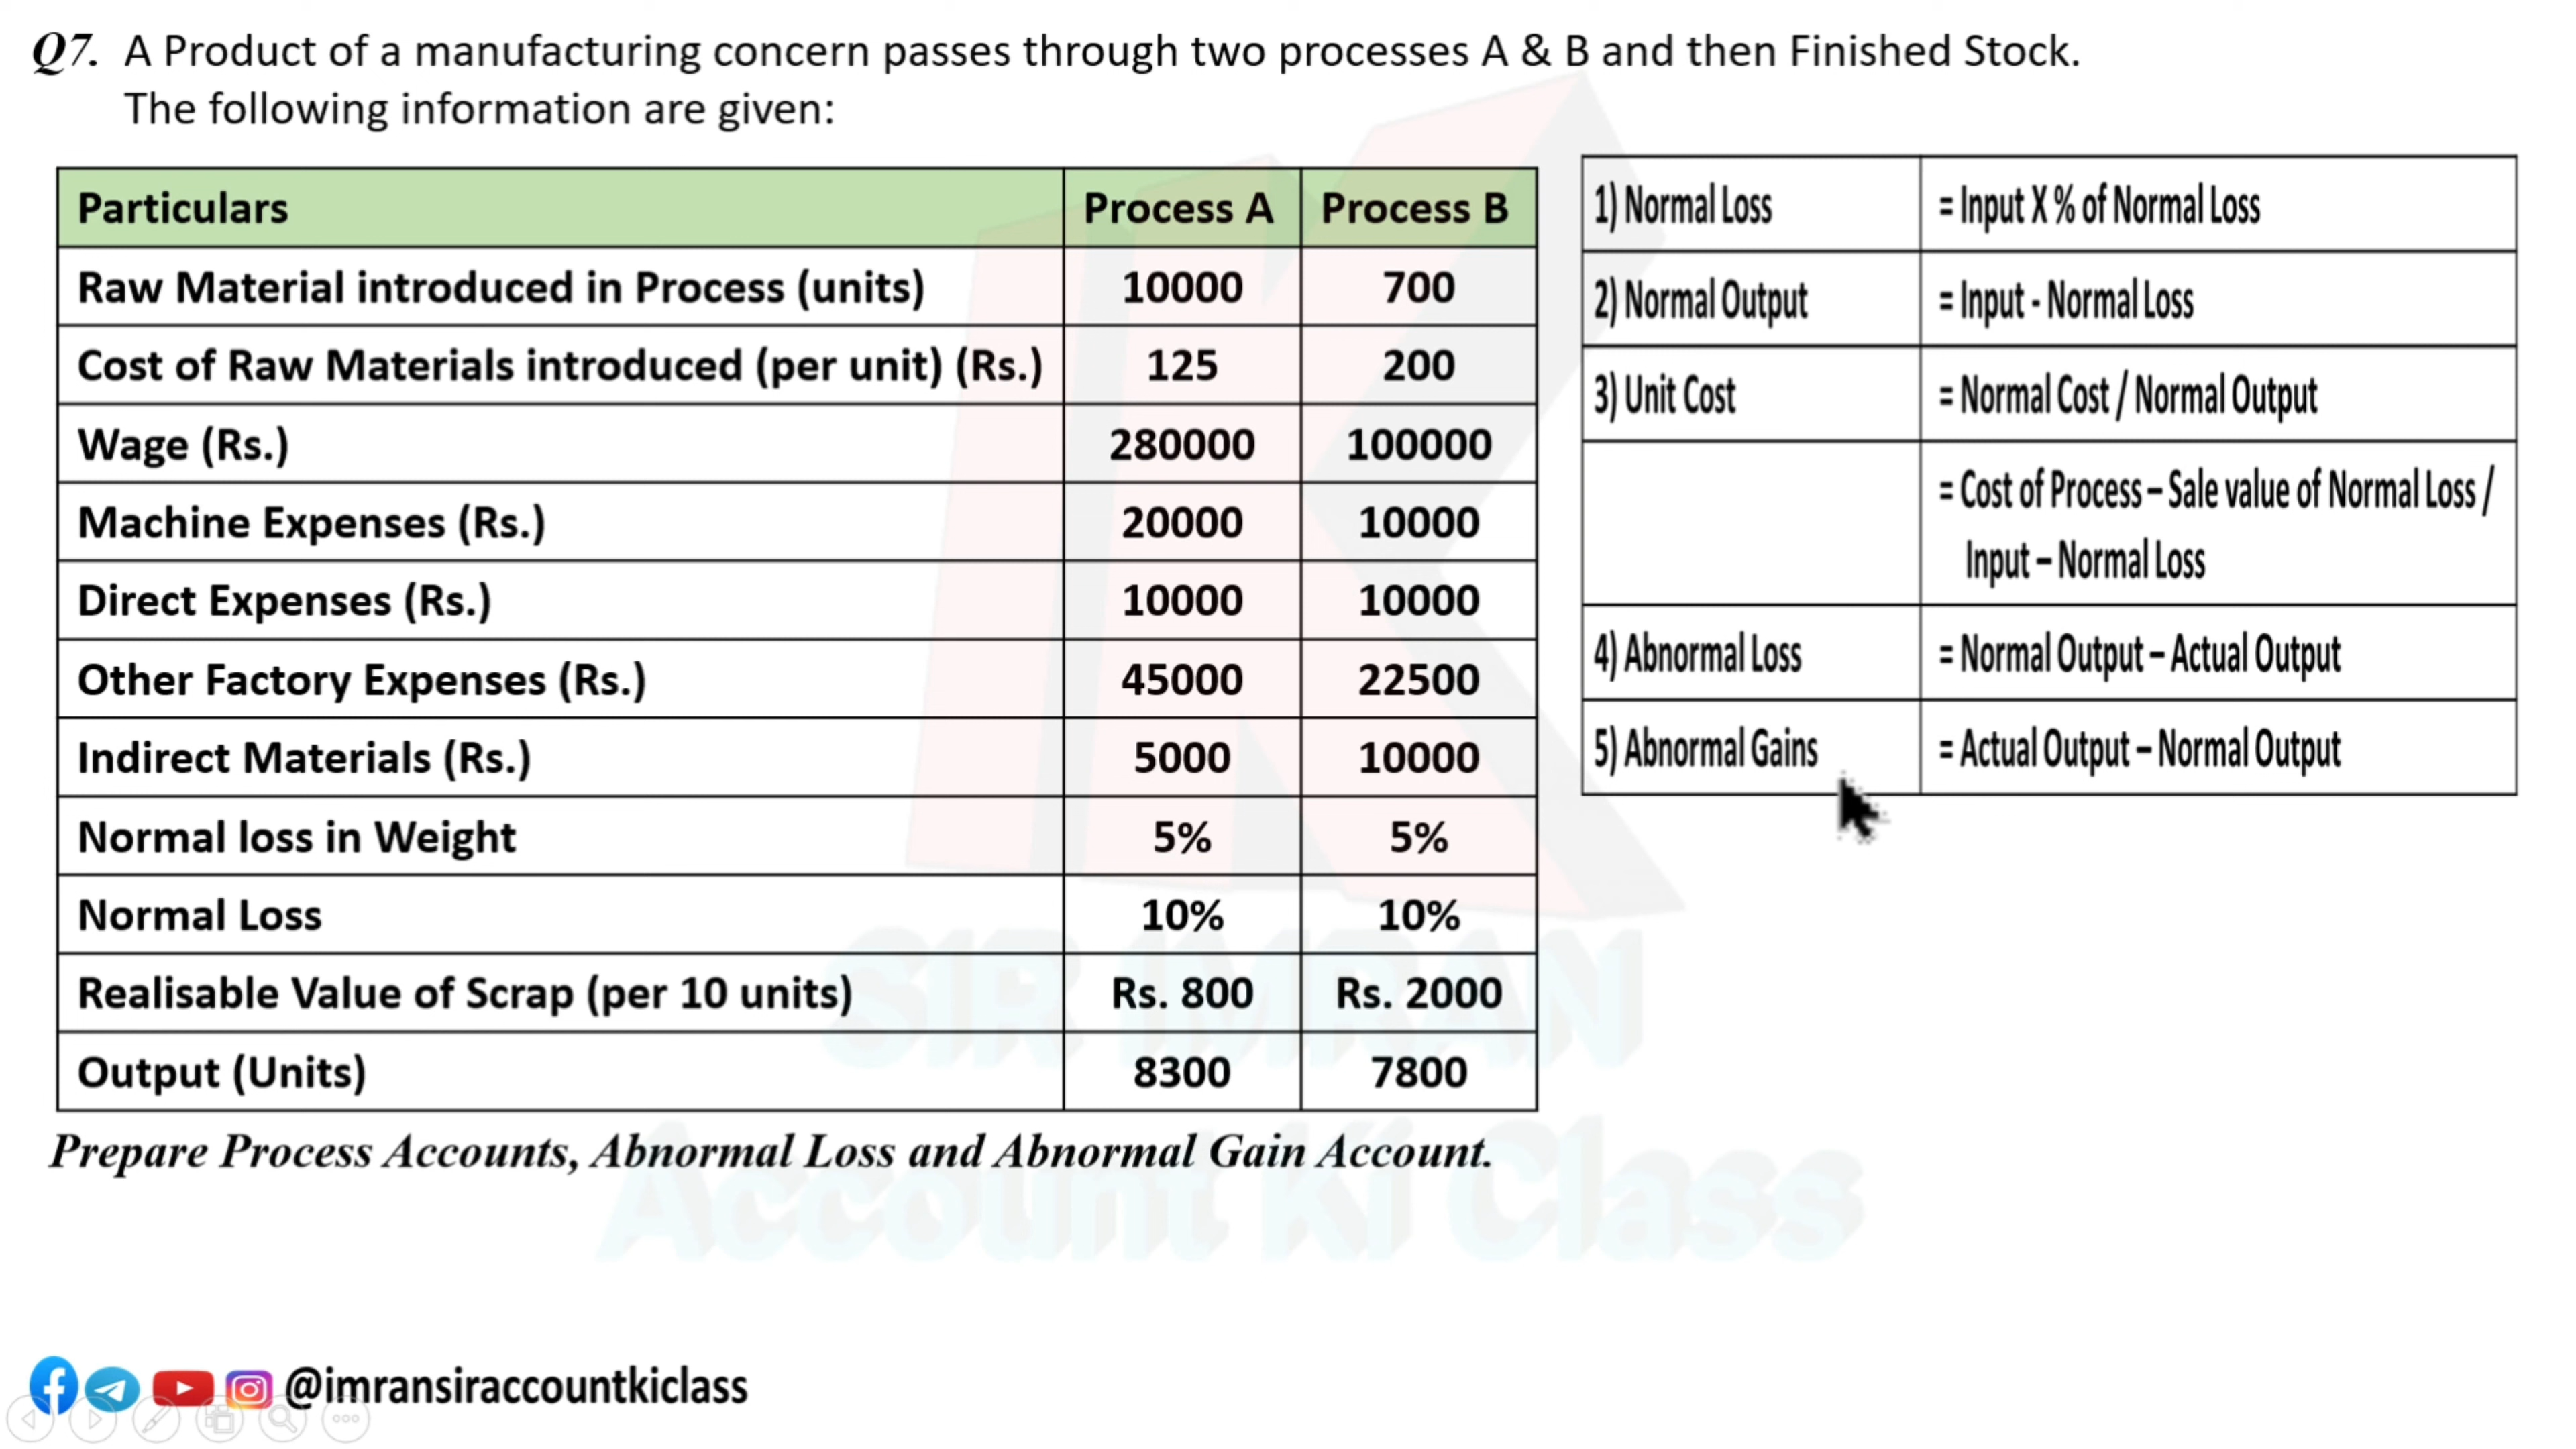 Q7. A Product of a manufacturing concern passes through two processes A & B and then Finished Stock.
The following information are given:
Particulars Process A Process B
Raw Material introduced in Process (units) 10000 700
Cost of Raw Materials introduced (per unit) (Rs.) 125 200
Wage (Rs.) 280000 100000
Machine Expenses (Rs.) 20000 10000
Direct Expenses (Rs.) 10000 10000
Other Factory Expenses (Rs.) 45000 22500
Indirect Materials (Rs.) 5000 10000
Normal loss in Weight 5% 5%
Normal Loss 10% 10%
Realisable Value of Scrap (per 10 units) Rs. 800 Rs. 2000
Output (Units) 8300 7800
1) Normal Loss = Input X % of Normal Loss
2) Normal Output = Input - Normal Loss
3) Unit Cost = Normal Cost / Normal Output
= Cost of Process – Sale value of Normal Loss /
Input – Normal Loss
4) Abnormal Loss = Normal Output – Actual Output
5) Abnormal Gains = Actual Output – Normal Output
Prepare Process Accounts, Abnormal Loss and Abnormal Gain Account.
SIR IMRAN
Account Ki Class
@imransiraccountkiclass